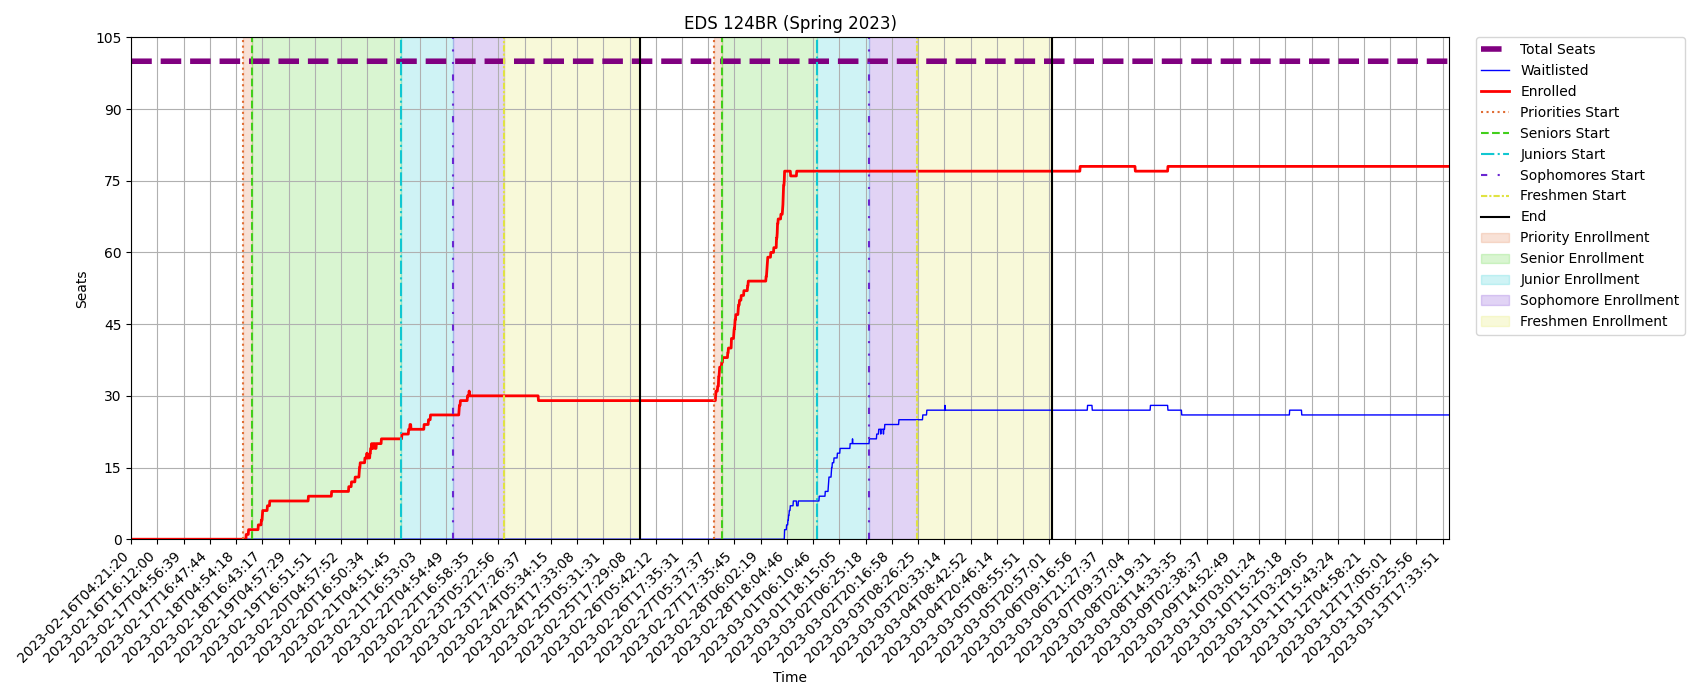 EDS 124BR (Spring 2023)
105
90
75
60
45
30
15
0
Seats
2023-02-16T04:21:20
2023-02-16T16:12:00
2023-02-17T04:56:39
2023-02-17T16:47:44
2023-02-18T04:54:18
2023-02-18T16:43:17
2023-02-19T04:57:29
2023-02-19T16:51:51
2023-02-20T04:57:52
2023-02-20T16:50:34
2023-02-21T04:51:45
2023-02-21T16:53:03
2023-02-22T04:54:49
2023-02-22T16:58:35
2023-02-23T05:22:56
2023-02-23T17:26:37
2023-02-24T05:34:15
2023-02-24T17:33:08
2023-02-25T05:31:31
2023-02-25T17:29:08
2023-02-26T05:42:12
2023-02-26T17:35:31
2023-02-27T05:37:37
2023-02-27T17:35:45
2023-02-28T06:02:19
2023-02-28T18:04:46
2023-03-01T06:10:46
2023-03-01T18:15:05
2023-03-02T06:25:18
2023-03-02T20:16:58
2023-03-03T08:26:25
2023-03-03T20:33:14
2023-03-04T08:42:52
2023-03-04T20:46:14
2023-03-05T08:55:51
2023-03-05T20:57:01
2023-03-06T09:16:56
2023-03-06T21:27:37
2023-03-07T09:37:04
2023-03-08T02:19:31
2023-03-08T14:33:35
2023-03-09T02:38:37
2023-03-09T14:52:49
2023-03-10T03:01:24
2023-03-10T15:25:18
2023-03-11T03:29:05
2023-03-11T15:43:24
2023-03-12T04:58:21
2023-03-12T17:05:01
2023-03-13T05:25:56
2023-03-13T17:33:51
Time
Total Seats
Waitlisted
Enrolled
Priorities Start
Seniors Start
Juniors Start
Sophomores Start
Freshmen Start
End
Priority Enrollment
Senior Enrollment
Junior Enrollment
Sophomore Enrollment
Freshmen Enrollment